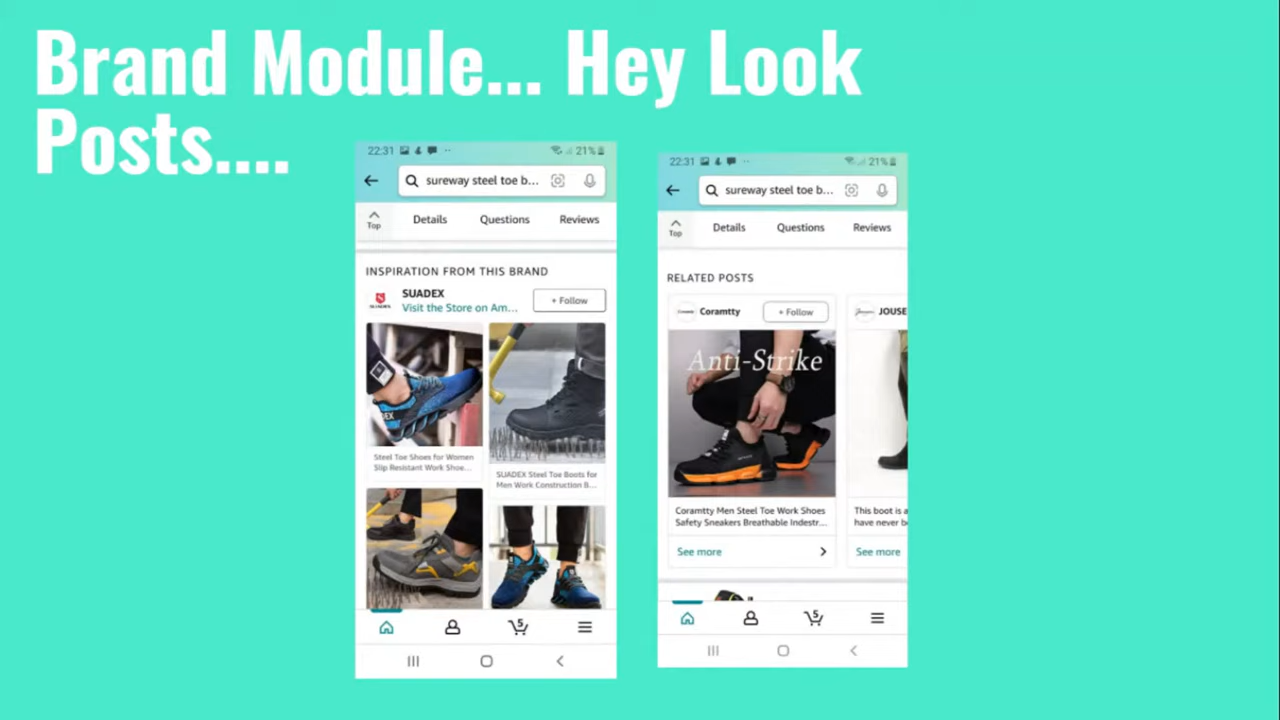 Brand Module... Hey Look
Posts....
22:31
21%
sureway steel toe b...
Top
Details
Questions
Reviews
INSPIRATION FROM THIS BRAND
SUADEX
SUADEX
Visit the Store on Am...
+ Follow
Steel Toe Shoes for Women
Slip Resistant Work Shoe...
SUADEX Steel Toe Boots for
Men Work Construction B...
5
22:31
21%
sureway steel toe b...
Top
Details
Questions
Reviews
RELATED POSTS
Coramtty
+ Follow
JOUSE
Anti-Strike
Coramtty Men Steel Toe Work Shoes
Safety Sneakers Breathable Indestr...
See more
This boot is a
have never b
See more
5